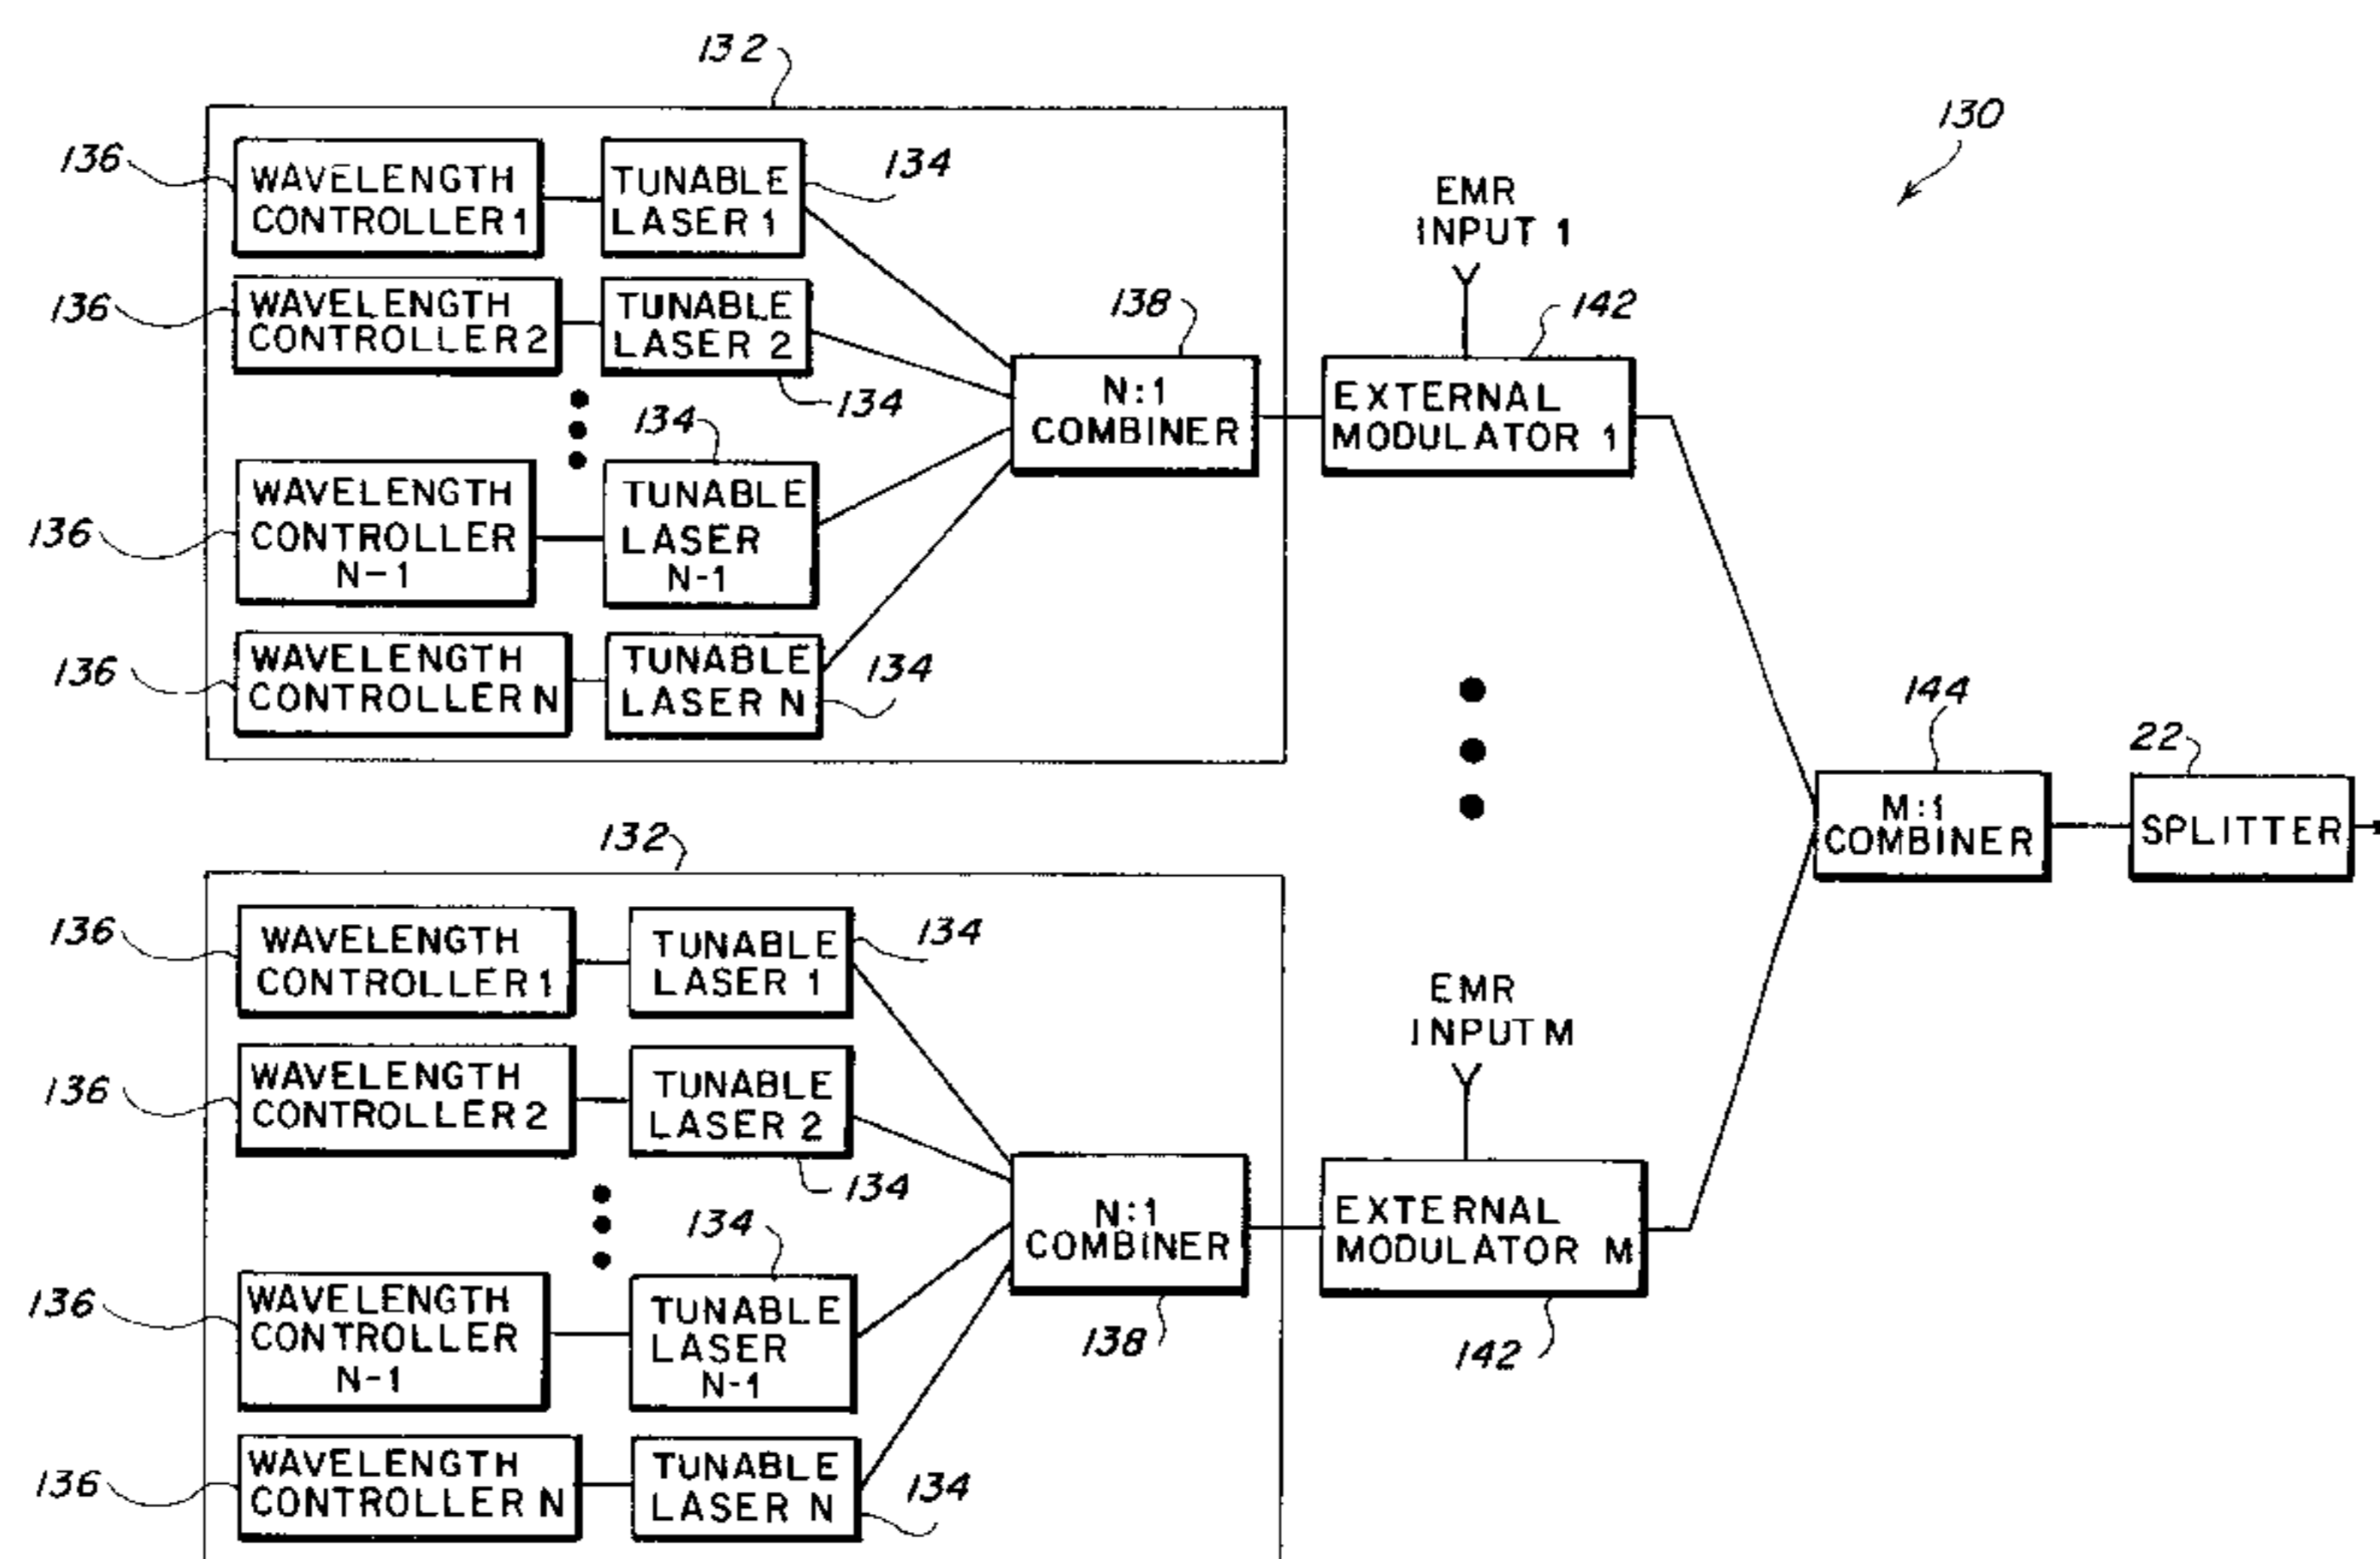 132
130
136
WAVELENGTH
CONTROLLER 1
TUNABLE
LASER 1
134
EMR
INPUT 1
136
WAVELENGTH
CONTROLLER 2
TUNABLE
LASER 2
134
138
142
N:1
COMBINER
EXTERNAL
MODULATOR 1
134
136
WAVELENGTH
CONTROLLER
N-1
TUNABLE
LASER
N-1
136
WAVELENGTH
CONTROLLER N
TUNABLE
LASER N
134
144
22
M:1
COMBINER
SPLITTER
132
136
WAVELENGTH
CONTROLLER 1
TUNABLE
LASER 1
134
EMR
INPUT M
136
WAVELENGTH
CONTROLLER 2
TUNABLE
LASER 2
134
134
N:1
COMBINER
138
EXTERNAL
MODULATOR M
142
136
WAVELENGTH
CONTROLLER
N-1
TUNABLE
LASER
N-1
136
WAVELENGTH
CONTROLLER N
TUNABLE
LASER N
134